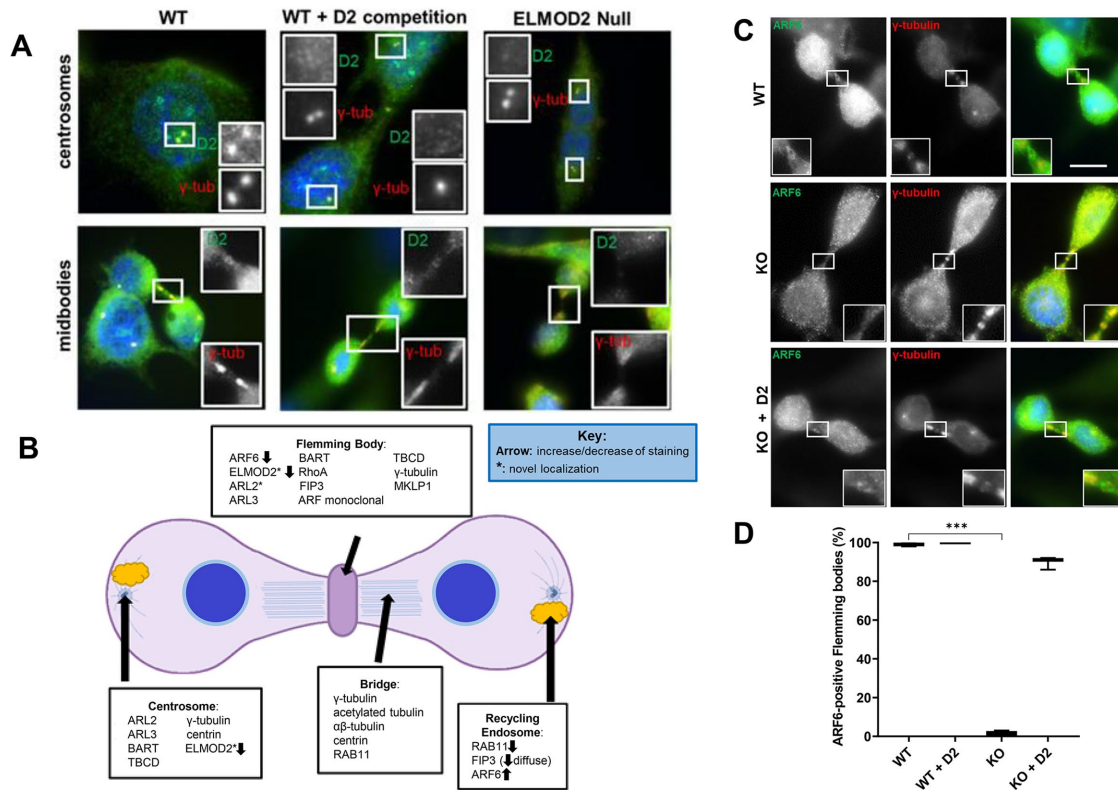 A
WT
WT + D2 competition
ELMOD2 Null
centrosomes
D2
γ-tub
D2
γ-tub
D2
γ-tub
D2
γ-tub
midbodies
D2
γ-tub
D2
γ-tub
D2
γ-tub
B
Flemming Body:
ARF6 BART TBCD
ELMOD2* RhoA γ-tubulin
ARL2* FIP3 MKLP1
ARL3 ARF monoclonal
Key:
Arrow: increase/decrease of staining
*: novel localization
Centrosome:
ARL2 γ-tubulin
ARL3 centrin
BART ELMOD2*
TBCD
Bridge:
γ-tubulin
acetylated tubulin
αβ-tubulin
centrin
RAB11
Recycling
Endosome:
RAB11
FIP3 ( diffuse)
ARF6
C
WT
ARF6
γ-tubulin
KO
ARF6
γ-tubulin
KO + D2
ARF6
γ-tubulin
D
ARF6-positive Flemming bodies (%)
100
80
60
40
20
0
***
WT
WT + D2
KO
KO + D2